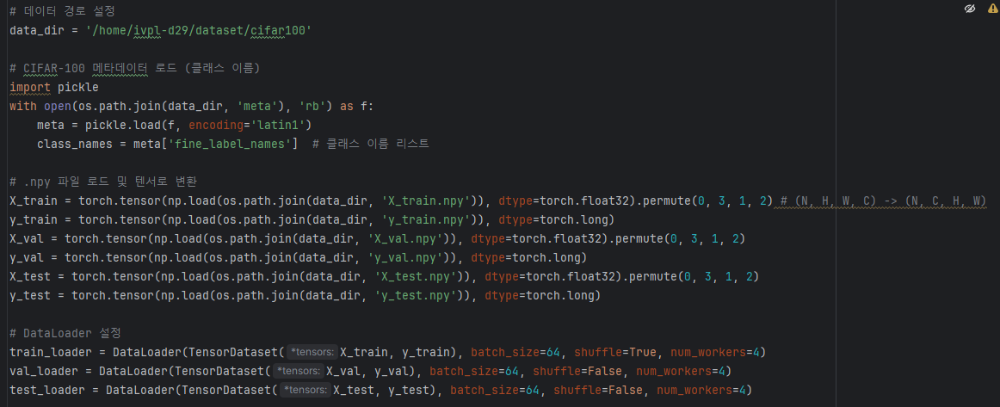 # 데이터 경로 설정
data_dir = '/home/ivpl-d29/dataset/cifar100'
# CIFAR-100 메타데이터 로드 (클래스 이름)
import pickle
with open(os.path.join(data_dir, 'meta'), 'rb') as f:
    meta = pickle.load(f, encoding='latin1')
    class_names = meta['fine_label_names']  # 클래스 이름 리스트
# .npy 파일 로드 및 텐서로 변환
X_train = torch.tensor(np.load(os.path.join(data_dir, 'X_train.npy')), dtype=torch.float32).permute(0, 3, 1, 2) # (N, H, W, C) -> (N, C, H, W)
y_train = torch.tensor(np.load(os.path.join(data_dir, 'y_train.npy')), dtype=torch.long)
X_val = torch.tensor(np.load(os.path.join(data_dir, 'X_val.npy')), dtype=torch.float32).permute(0, 3, 1, 2)
y_val = torch.tensor(np.load(os.path.join(data_dir, 'y_val.npy')), dtype=torch.long)
X_test = torch.tensor(np.load(os.path.join(data_dir, 'X_test.npy')), dtype=torch.float32).permute(0, 3, 1, 2)
y_test = torch.tensor(np.load(os.path.join(data_dir, 'y_test.npy')), dtype=torch.long)
# DataLoader 설정
train_loader = DataLoader(TensorDataset( *tensors: X_train, y_train), batch_size=64, shuffle=True, num_workers=4)
val_loader = DataLoader(TensorDataset( *tensors: X_val, y_val), batch_size=64, shuffle=False, num_workers=4)
test_loader = DataLoader(TensorDataset( *tensors: X_test, y_test), batch_size=64, shuffle=False, num_workers=4)